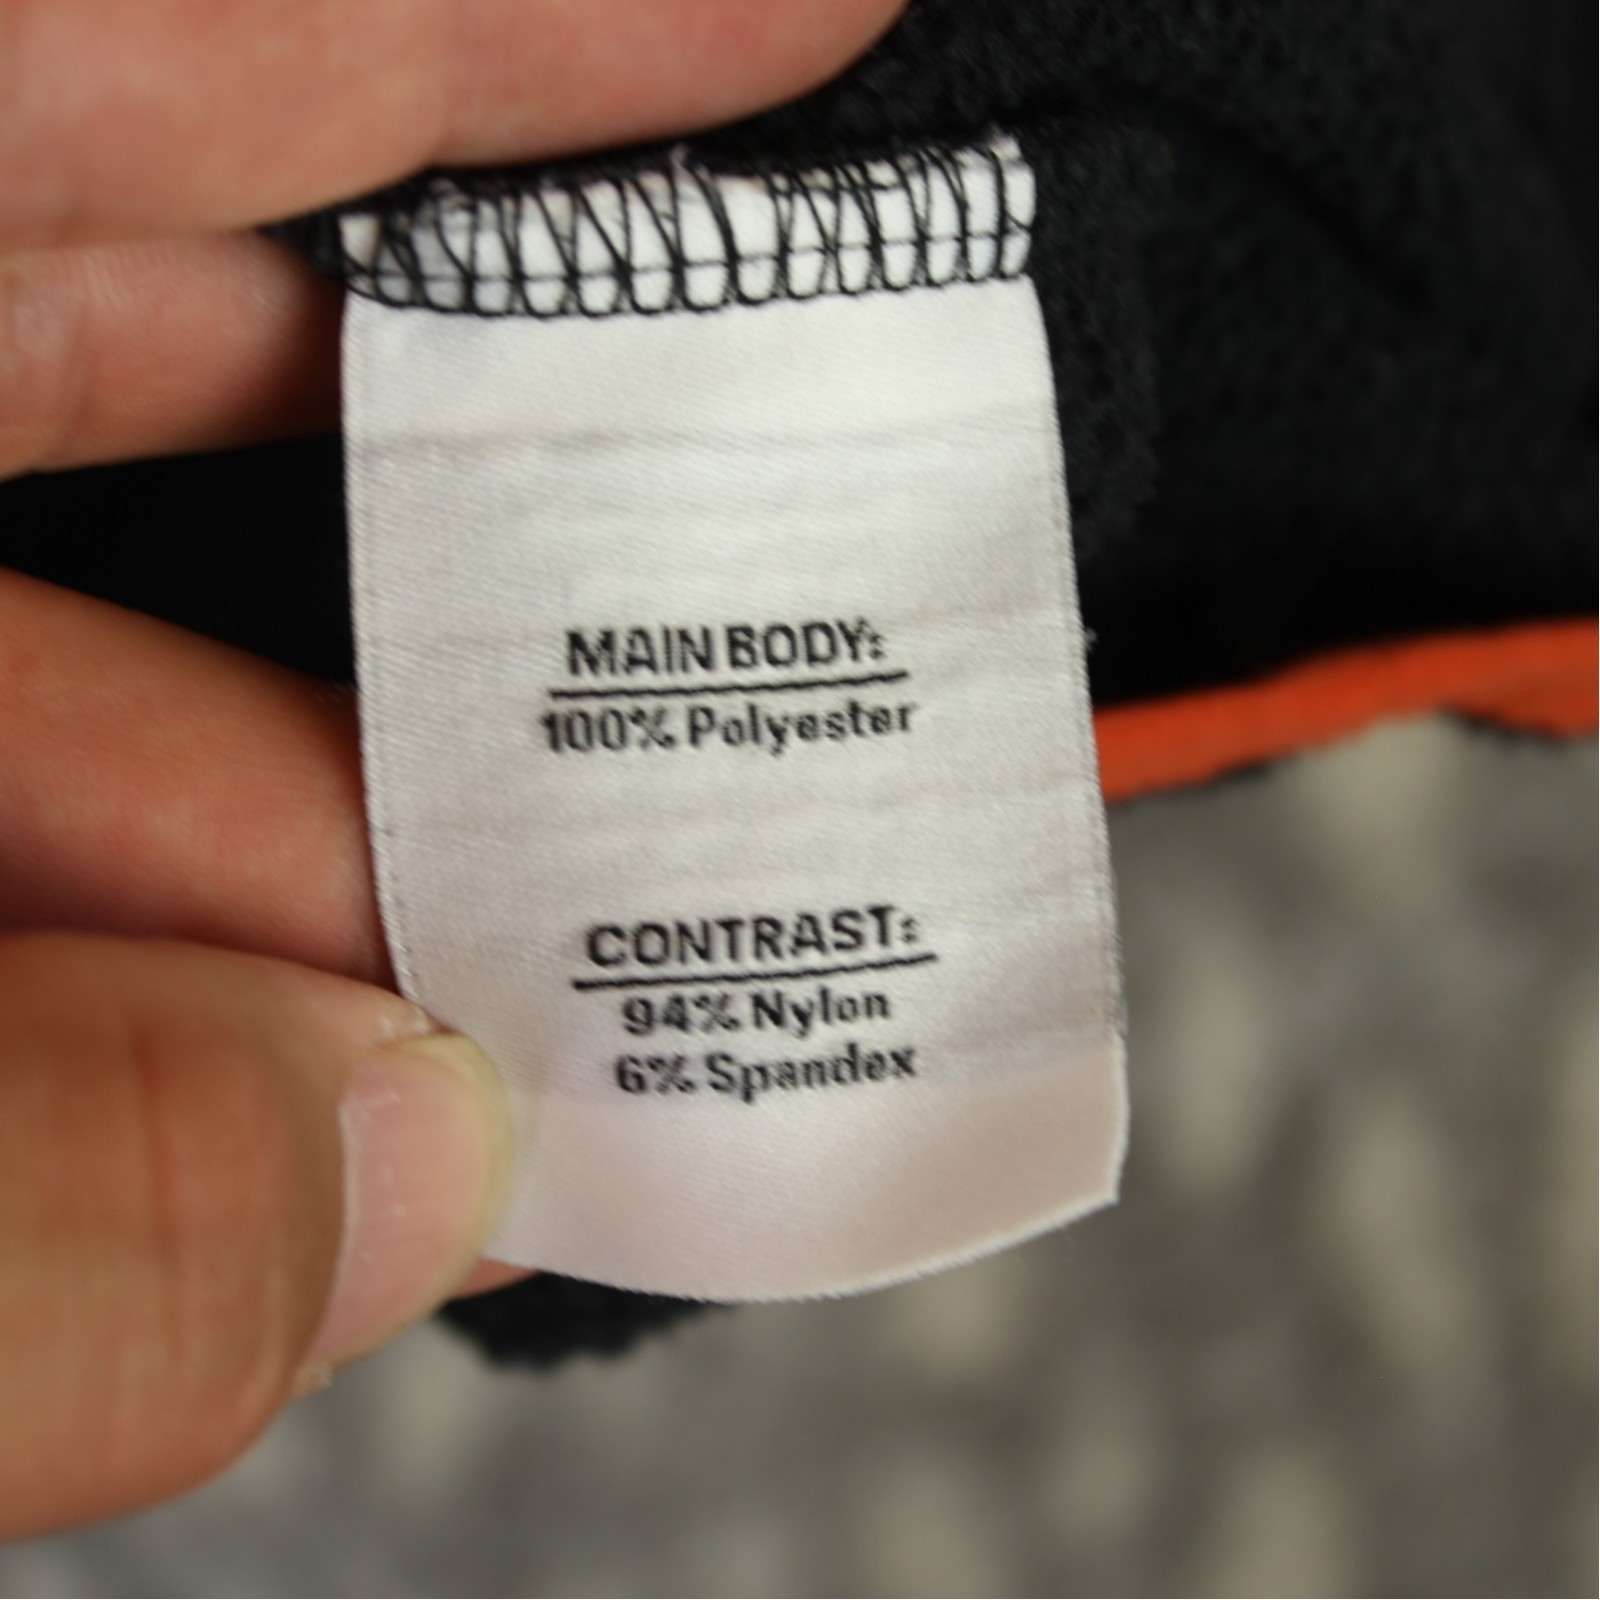 MAIN BODY:
100% Polyester
CONTRAST:
94% Nylon
6% Spandex